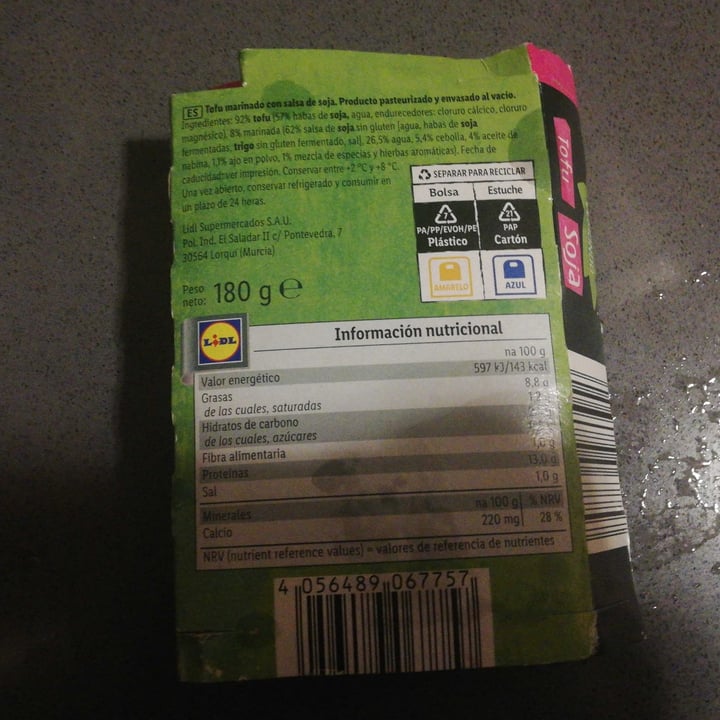 ES Tofu marinado con salsa de soja. Producto pasteurizado y envasado al vacío.
Ingredientes: 92% tofu (57% habas de soja, agua, endurecedores: cloruro cálcico, cloruro
magnésico), 8% marinada (62% salsa de soja sin gluten [agua, habas de soja
fermentadas, trigo sin gluten fermentado, sal], 26,5% agua, 5,4% cebolla, 4% aceite de
nabina, 1,1% ajo en polvo, 1% mezcla de especias y hierbas aromáticas). Fecha de
caducidad: ver impresión. Conservar entre +2 °C y +8 °C.
Una vez abierto, conservar refrigerado y consumir en
un plazo de 24 horas.
Lidl Supermercados S.A.U.
Pol. Ind. El Saladar II c/ Pontevedra, 7
30564 Lorquí (Murcia)
Peso neto: 180 g e
SEPARAR PARA RECICLAR
Bolsa Estuche
7 21
PA/PP/EVOH/PE PAP
Plástico Cartón
AMARELO AZUL
Tofu
Soja
LIDL
Información nutricional
na 100 g
Valor energético 597 kJ/143 kcal
Grasas 8,8 g
de las cuales, saturadas
Hidratos de carbono
de los cuales, azúcares
Fibra alimentaria 1,0 g
Proteínas 13,0 g
Sal 1,0 g
Minerales na 100 g % NRV
Calcio 220 mg 28 %
NRV (nutrient reference values) = valores de referencia de nutrientes
4 056489 067757